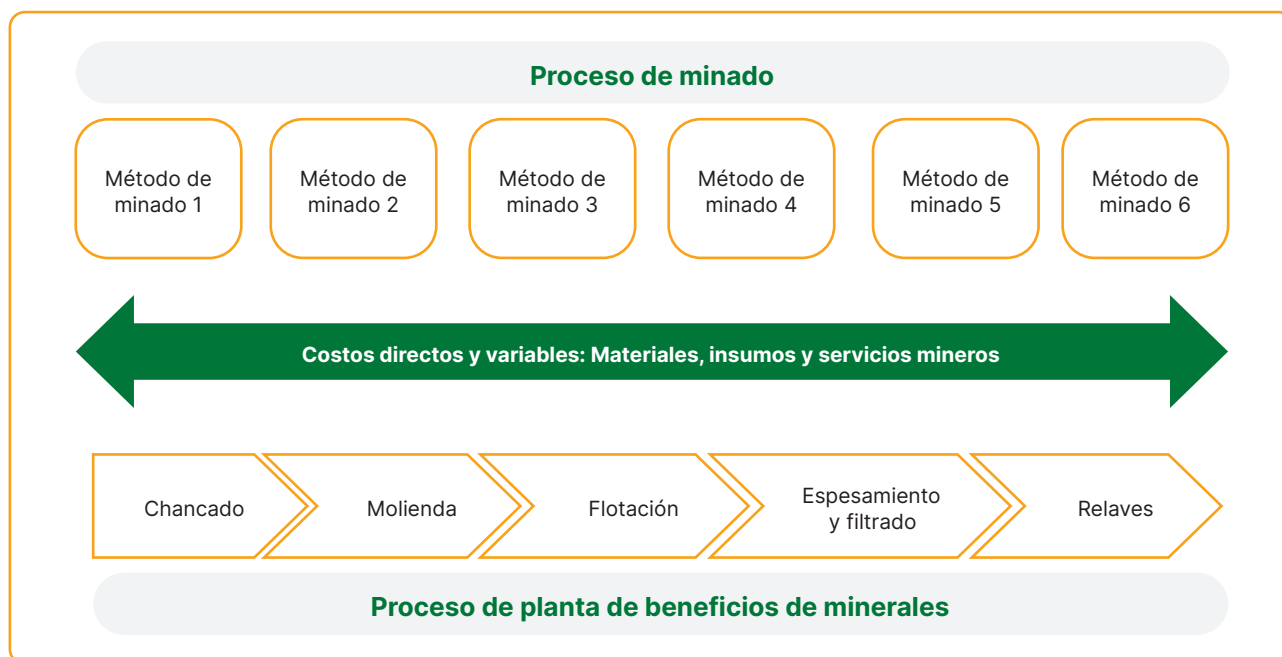 Proceso de minado
Método de
minado 1
Método de
minado 2
Método de
minado 3
Método de
minado 4
Método de
minado 5
Método de
minado 6
Costos directos y variables: Materiales, insumos y servicios mineros
Chancado
Molienda
Flotación
Espesamiento
y filtrado
Relaves
Proceso de planta de beneficios de minerales